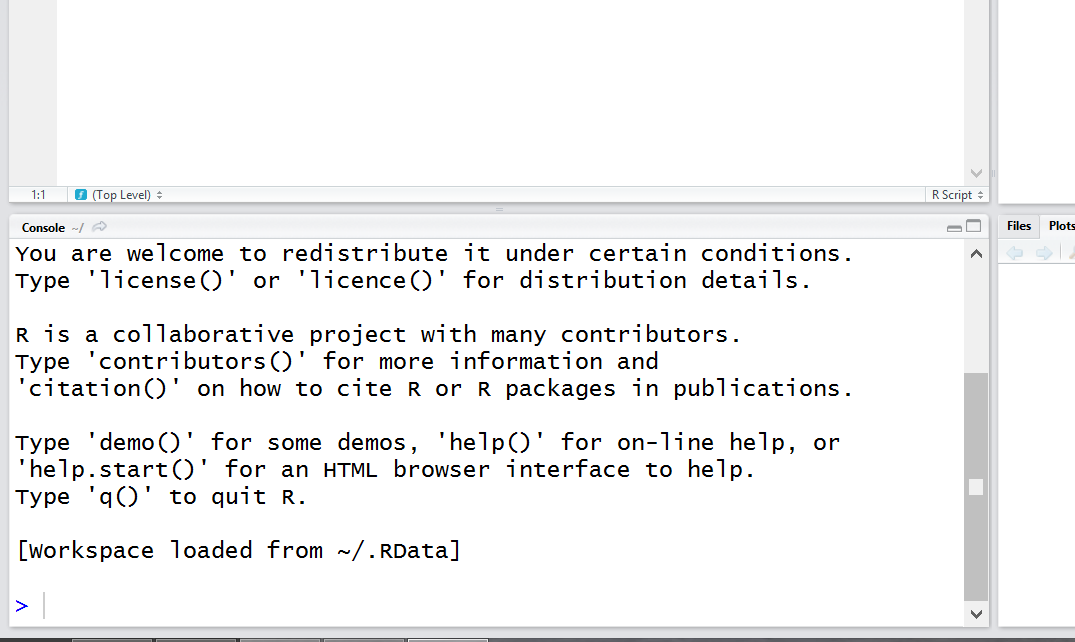 1:1 (Top Level) R Script
Console ~/
Files Plots
You are welcome to redistribute it under certain conditions.
Type 'license()' or 'licence()' for distribution details.
R is a collaborative project with many contributors.
Type 'contributors()' for more information and
'citation()' on how to cite R or R packages in publications.
Type 'demo()' for some demos, 'help()' for on-line help, or
'help.start()' for an HTML browser interface to help.
Type 'q()' to quit R.
[Workspace loaded from ~/.RData]
>